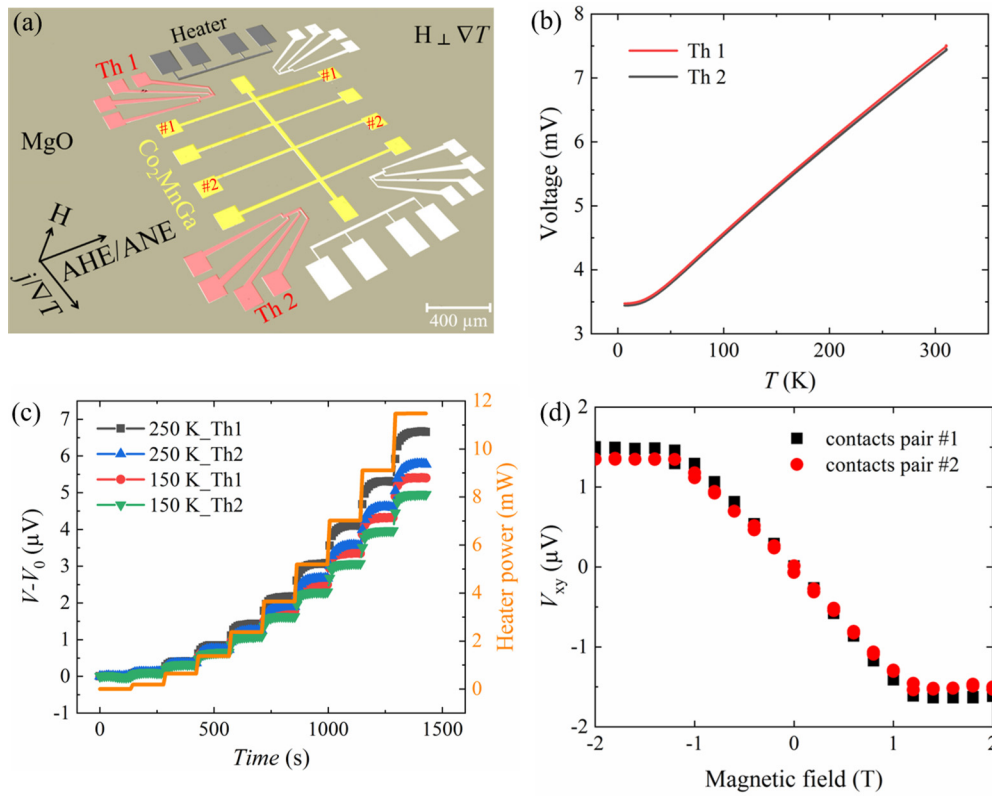 (a)
Heater
H ⊥ ∇T
Th 1
#1
#1
MgO
#2
Co₂MnGa
#2
H
AHE/ANE
j/∇T
Th 2
400 µm
(b)
Th 1
Th 2
8
7
6
5
4
3
Voltage (mV)
0
100
200
300
T (K)
(c)
7
6
5
4
3
2
1
0
-1
V-V₀ (µV)
250 K_Th1
250 K_Th2
150 K_Th1
150 K_Th2
12
10
8
6
4
2
0
Heater power (mW)
0
500
1000
1500
Time (s)
(d)
2
1
0
-1
-2
Vxy (µV)
contacts pair #1
contacts pair #2
-2
-1
0
1
2
Magnetic field (T)